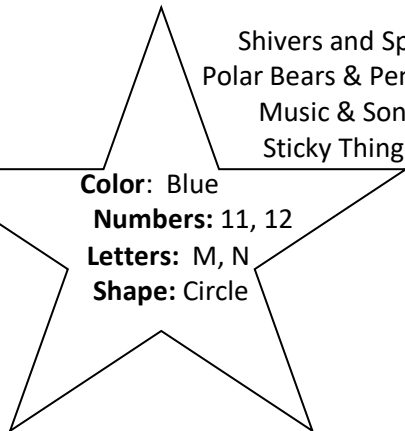 Shivers and
Polar Bears &
Music &
Sticky
Color: Blue
Numbers: 11, 12
Letters: M, N
Shape: Circle